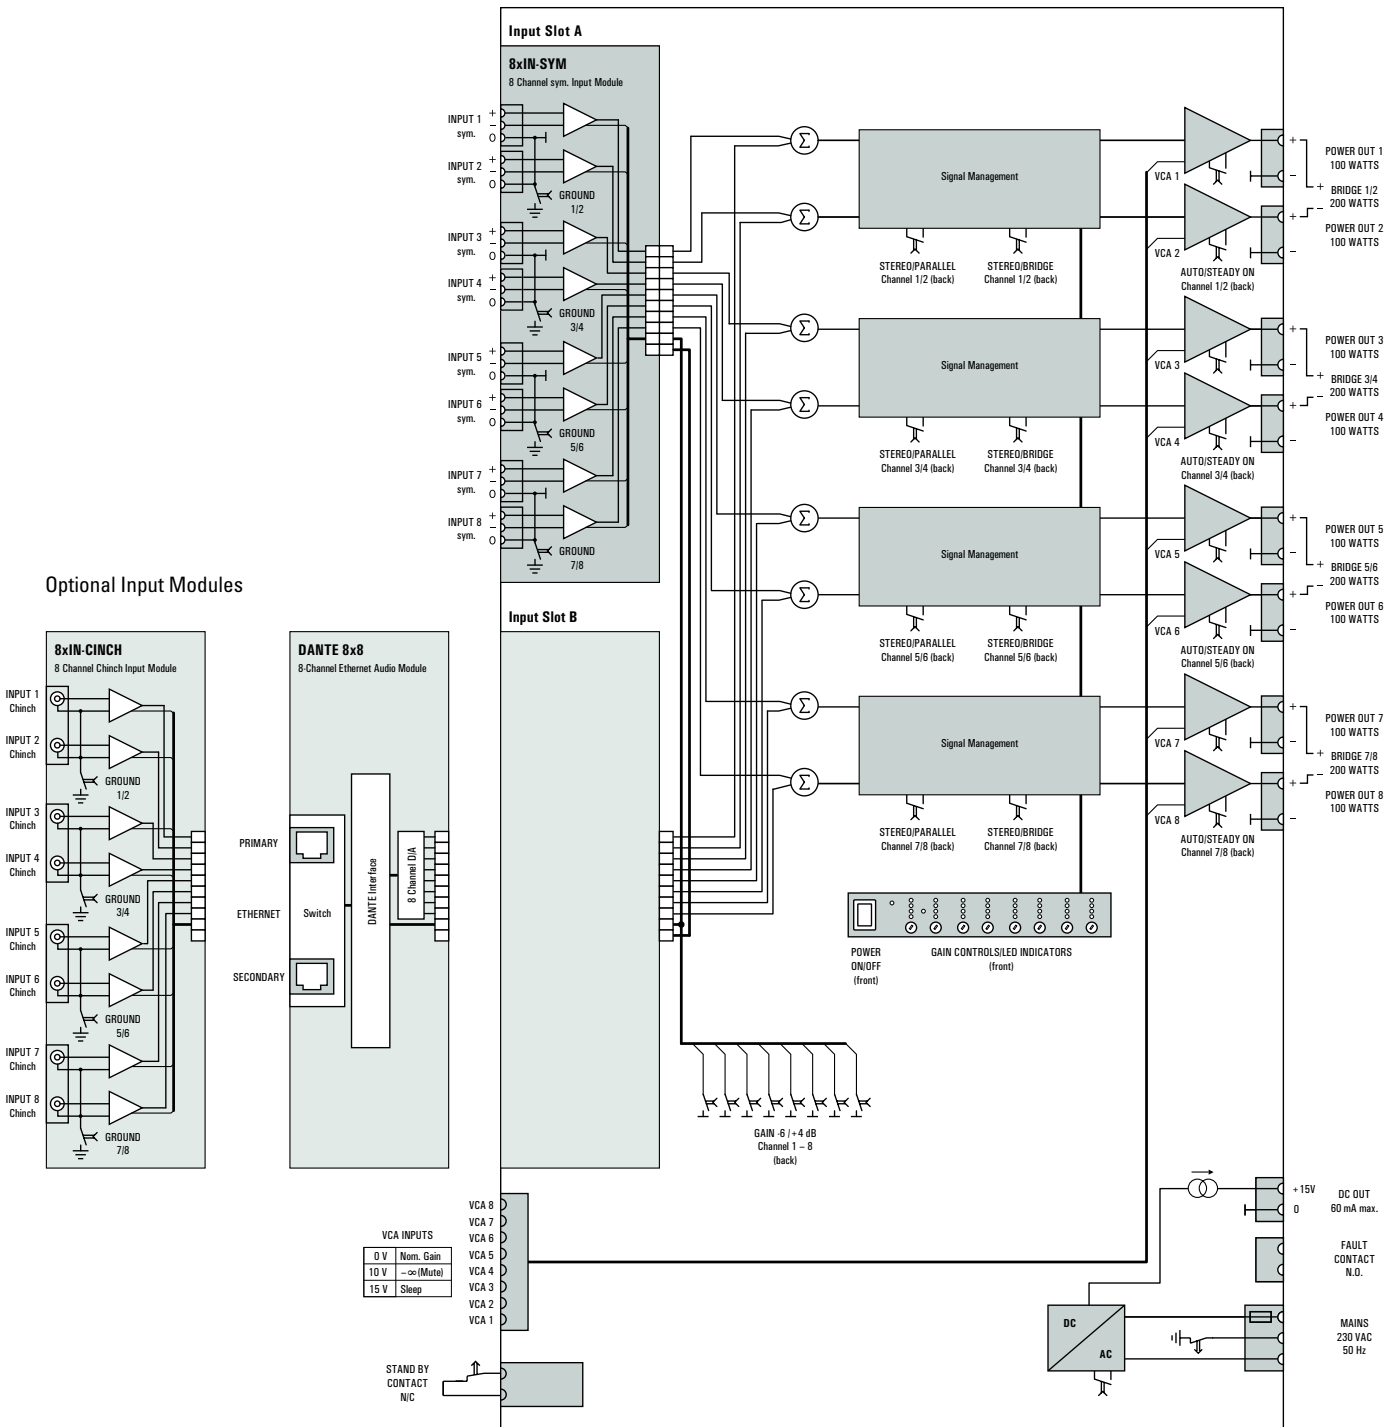 Input Slot A
8xIN-SYM
8 Channel sym. Input Module
INPUT 1
sym.
+
−
0
INPUT 2
sym.
+
−
0
GROUND
1/2
INPUT 3
sym.
+
−
0
INPUT 4
sym.
+
−
0
GROUND
3/4
INPUT 5
sym.
+
−
0
INPUT 6
sym.
+
−
0
GROUND
5/6
INPUT 7
sym.
+
−
0
INPUT 8
sym.
+
−
0
GROUND
7/8
Σ
Σ
Signal Management
STEREO/PARALLEL
Channel 1/2 (back)
STEREO/BRIDGE
Channel 1/2 (back)
VCA 1
VCA 2
AUTO/STEADY ON
Channel 1/2 (back)
+
−
+
−
POWER OUT 1
100 WATTS
+ BRIDGE 1/2
− 200 WATTS
POWER OUT 2
100 WATTS
Σ
Σ
Signal Management
STEREO/PARALLEL
Channel 3/4 (back)
STEREO/BRIDGE
Channel 3/4 (back)
VCA 3
VCA 4
AUTO/STEADY ON
Channel 3/4 (back)
+
−
+
−
POWER OUT 3
100 WATTS
+ BRIDGE 3/4
− 200 WATTS
POWER OUT 4
100 WATTS
Σ
Σ
Signal Management
STEREO/PARALLEL
Channel 5/6 (back)
STEREO/BRIDGE
Channel 5/6 (back)
VCA 5
VCA 6
AUTO/STEADY ON
Channel 5/6 (back)
+
−
+
−
POWER OUT 5
100 WATTS
+ BRIDGE 5/6
− 200 WATTS
POWER OUT 6
100 WATTS
Σ
Σ
Signal Management
STEREO/PARALLEL
Channel 7/8 (back)
STEREO/BRIDGE
Channel 7/8 (back)
VCA 7
VCA 8
AUTO/STEADY ON
Channel 7/8 (back)
+
−
+
−
POWER OUT 7
100 WATTS
+ BRIDGE 7/8
− 200 WATTS
POWER OUT 8
100 WATTS
Optional Input Modules
8xIN-CINCH
8 Channel Chinch Input Module
INPUT 1
Chinch
INPUT 2
Chinch
GROUND
1/2
INPUT 3
Chinch
INPUT 4
Chinch
GROUND
3/4
INPUT 5
Chinch
INPUT 6
Chinch
GROUND
5/6
INPUT 7
Chinch
INPUT 8
Chinch
GROUND
7/8
DANTE 8x8
8-Channel Ethernet Audio Module
PRIMARY
ETHERNET
SECONDARY
Switch
DANTE Interface
8 Channel D/A
Input Slot B
POWER
ON/OFF
(front)
GAIN CONTROLS/LED INDICATORS
(front)
GAIN -6 / +4 dB
Channel 1 – 8
(back)
VCA INPUTS
0 V Nom. Gain
10 V −∞(Mute)
15 V Sleep
VCA 8
VCA 7
VCA 6
VCA 5
VCA 4
VCA 3
VCA 2
VCA 1
STAND BY
CONTACT
N/C
+ 15V
0
DC OUT
60 mA max.
FAULT
CONTACT
N.O.
DC
AC
MAINS
230 VAC
50 Hz